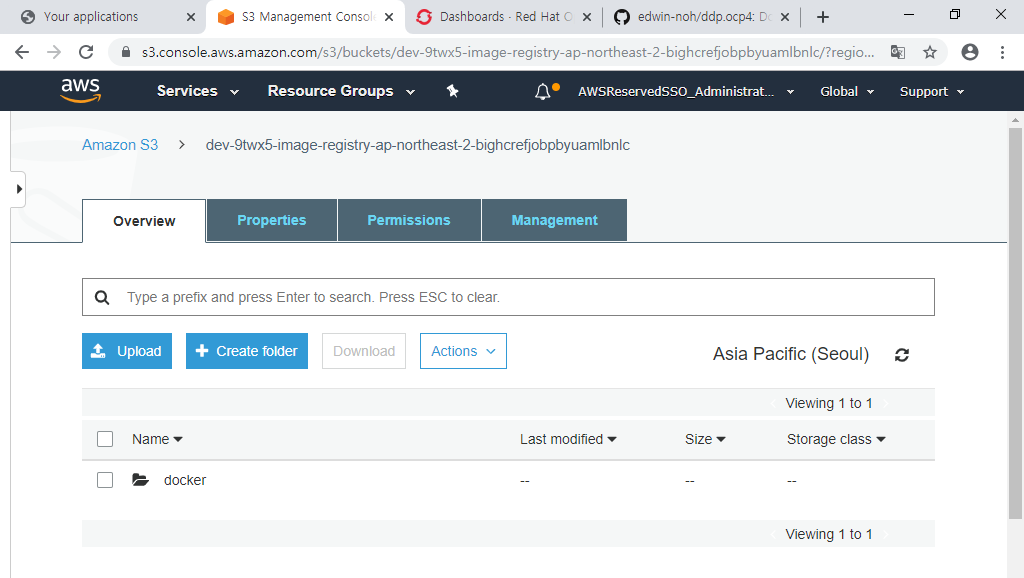 Your applications
S3 Management Console
Dashboards - Red Hat O
edwin-noh/ddp.ocp4: Do
s3.console.aws.amazon.com/s3/buckets/dev-9twx5-image-registry-ap-northeast-2-bighcrefjobpbyuamlbnlc/?regio...
aws
Services
Resource Groups
AWSReservedSSO_Administrat...
Global
Support
Amazon S3 > dev-9twx5-image-registry-ap-northeast-2-bighcrefjobpbyuamlbnlc
Overview
Properties
Permissions
Management
Type a prefix and press Enter to search. Press ESC to clear.
Upload
+ Create folder
Download
Actions
Asia Pacific (Seoul)
Viewing 1 to 1
Name
Last modified
Size
Storage class
docker
--
--
--
Viewing 1 to 1